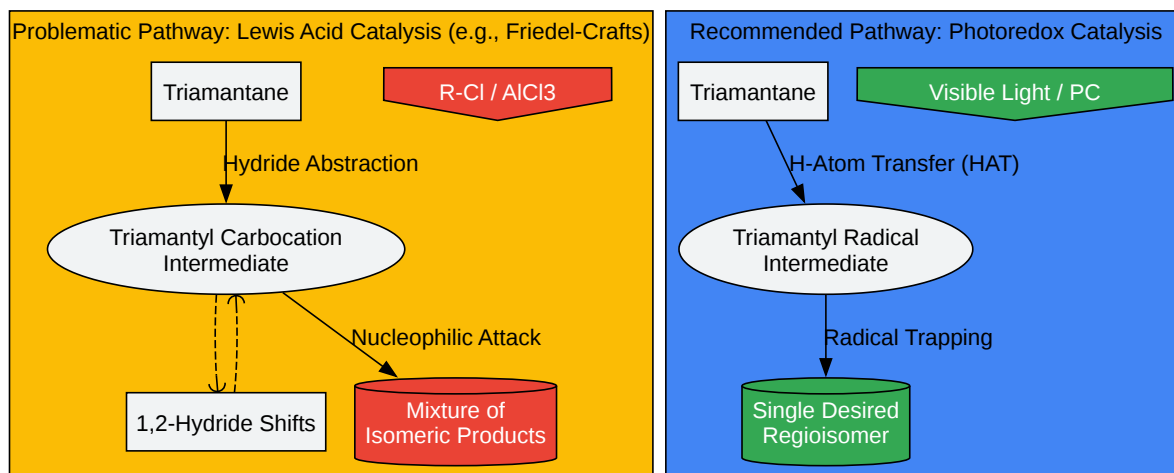 Problematic Pathway: Lewis Acid Catalysis (e.g., Friedel-Crafts)
Triamantane
R-Cl / AlCl3
Hydride Abstraction
Triamantyl Carbocation
Intermediate
Nucleophilic Attack
1,2-Hydride Shifts
Mixture of
Isomeric Products
Recommended Pathway: Photoredox Catalysis
Triamantane
Visible Light / PC
H-Atom Transfer (HAT)
Triamantyl Radical
Intermediate
Radical Trapping
Single Desired
Regioisomer